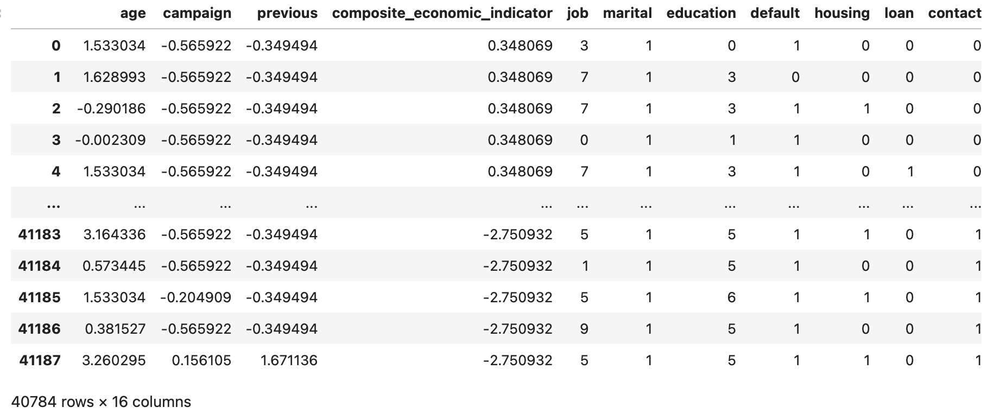 age campaign previous composite_economic_indicator job marital education default housing loan contact
0 1.533034 -0.565922 -0.349494 0.348069 3 1 0 1 0 0 0
1 1.628993 -0.565922 -0.349494 0.348069 7 1 3 0 0 0 0
2 -0.290186 -0.565922 -0.349494 0.348069 7 1 3 1 1 0 0
3 -0.002309 -0.565922 -0.349494 0.348069 0 1 1 1 0 0 0
4 1.533034 -0.565922 -0.349494 0.348069 7 1 3 1 0 1 0
... ... ... ... ... ... ... ... ... ... ... ...
41183 3.164336 -0.565922 -0.349494 -2.750932 5 1 5 1 1 0 1
41184 0.573445 -0.565922 -0.349494 -2.750932 1 1 5 1 0 0 1
41185 1.533034 -0.204909 -0.349494 -2.750932 5 1 6 1 1 0 1
41186 0.381527 -0.565922 -0.349494 -2.750932 9 1 5 1 0 0 1
41187 3.260295 0.156105 1.671136 -2.750932 5 1 5 1 1 0 1
40784 rows × 16 columns